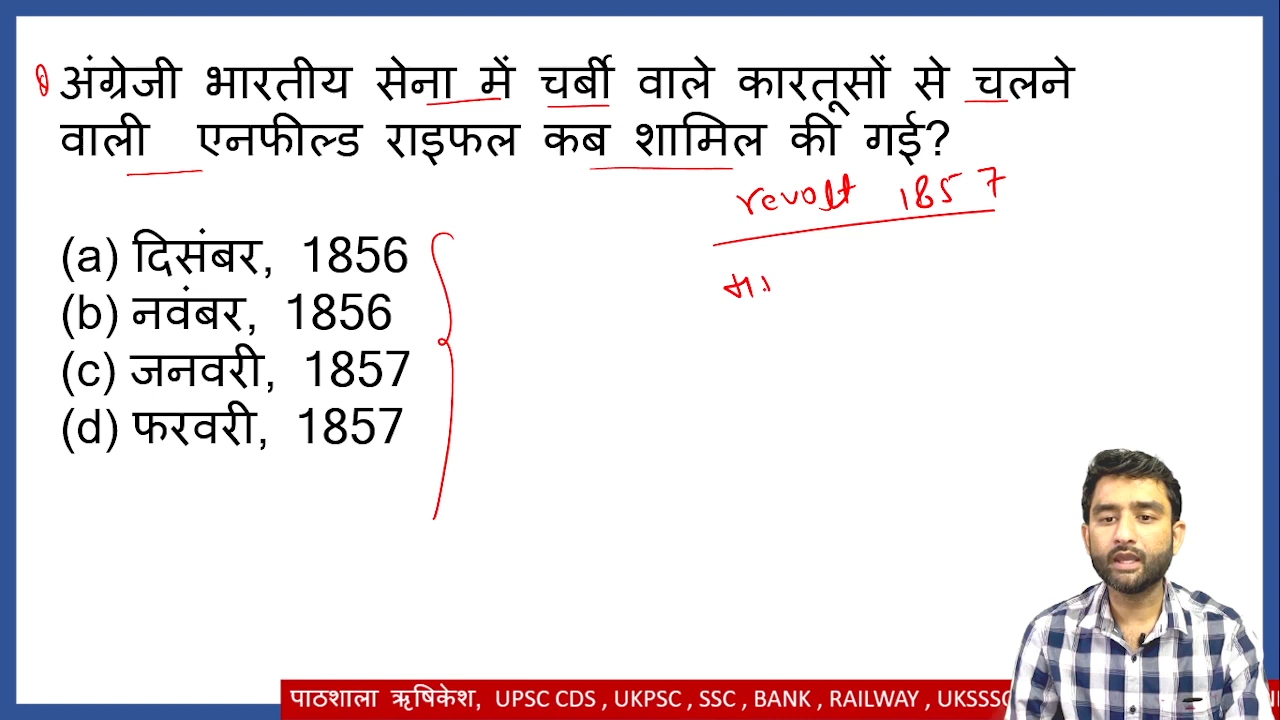 अंग्रेजी भारतीय सेना में चर्बी वाले कारतूसों से चलने
वाली एनफील्ड राइफल कब शामिल की गई?
revolt 1857
(a) दिसंबर, 1856
(b) नवंबर, 1856
(c) जनवरी, 1857
(d) फरवरी, 1857
पाठशाला ऋषिकेश, UPSC CDS , UKPSC , SSC , BANK , RAILWAY , UKSSSC